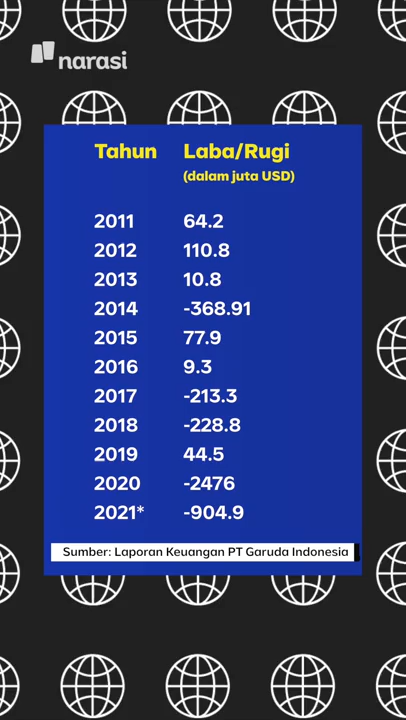 narasi
Tahun Laba/Rugi
(dalam juta USD)
2011 64.2
2012 110.8
2013 10.8
2014 -368.91
2015 77.9
2016 9.3
2017 -213.3
2018 -228.8
2019 44.5
2020 -2476
2021* -904.9
Sumber: Laporan Keuangan PT Garuda Indonesia